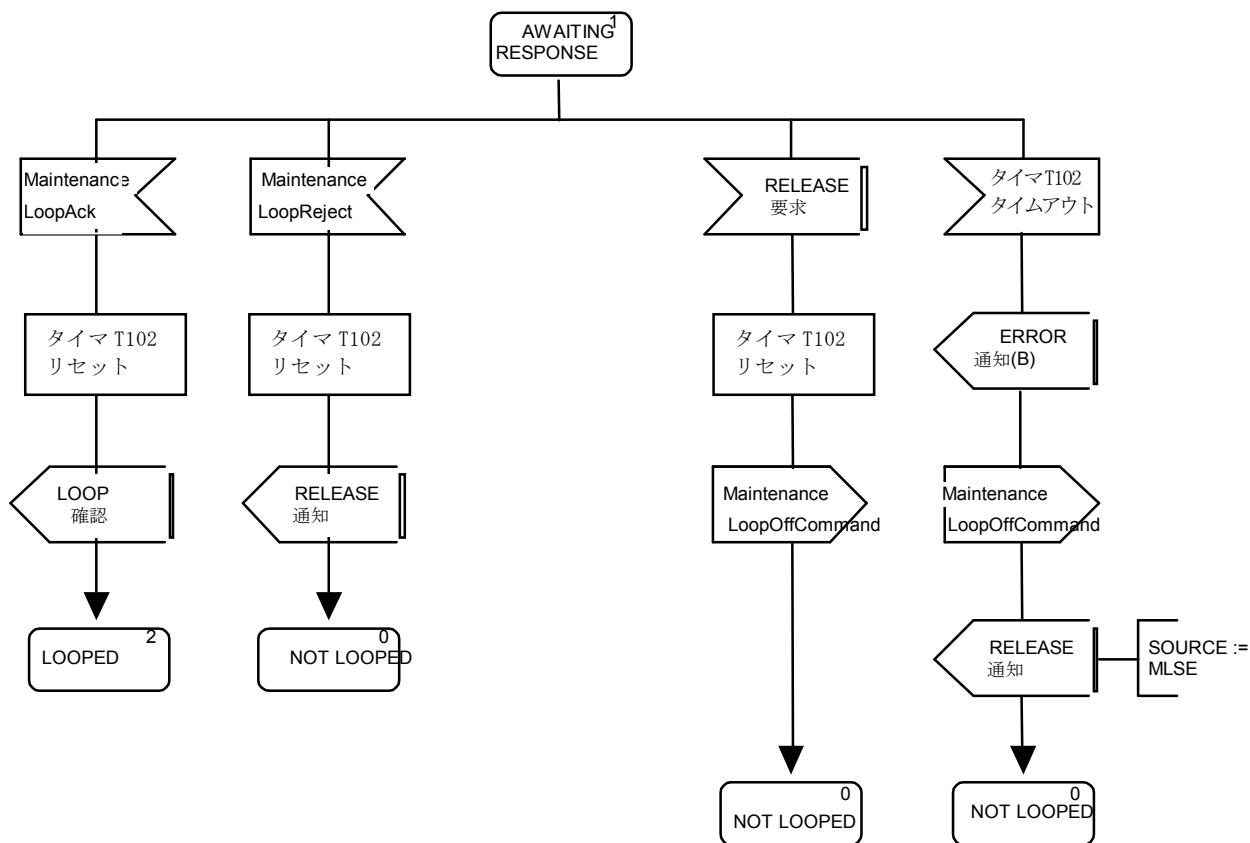 1
AWAITING
RESPONSE
Maintenance
LoopAck
Maintenance
LoopReject
RELEASE
要求
タイマT102
タイムアウト
タイマ T102
リセット
タイマ T102
リセット
タイマ T102
リセット
ERROR
通知(B)
LOOP
確認
RELEASE
通知
Maintenance
LoopOffCommand
Maintenance
LoopOffCommand
2
LOOPED
0
NOT LOOPED
RELEASE
通知
SOURCE :=
MLSE
0
NOT LOOPED
0
NOT LOOPED